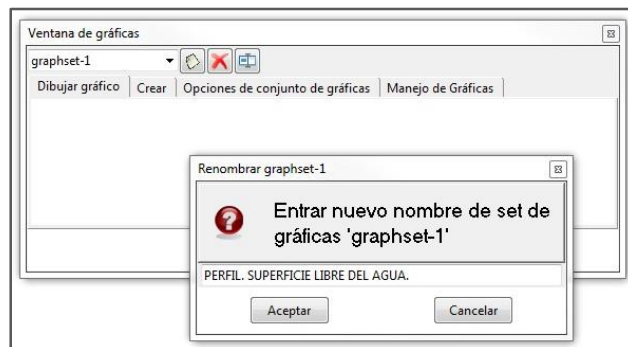 Ventana de gráficas
graphset-1
Dibujar gráfico Crear Opciones de conjunto de gráficas Manejo de Gráficas
Renombrar graphset-1
Entrar nuevo nombre de set de
gráficas 'graphset-1'
PERFIL. SUPERFICIE LIBRE DEL AGUA.
Aceptar Cancelar